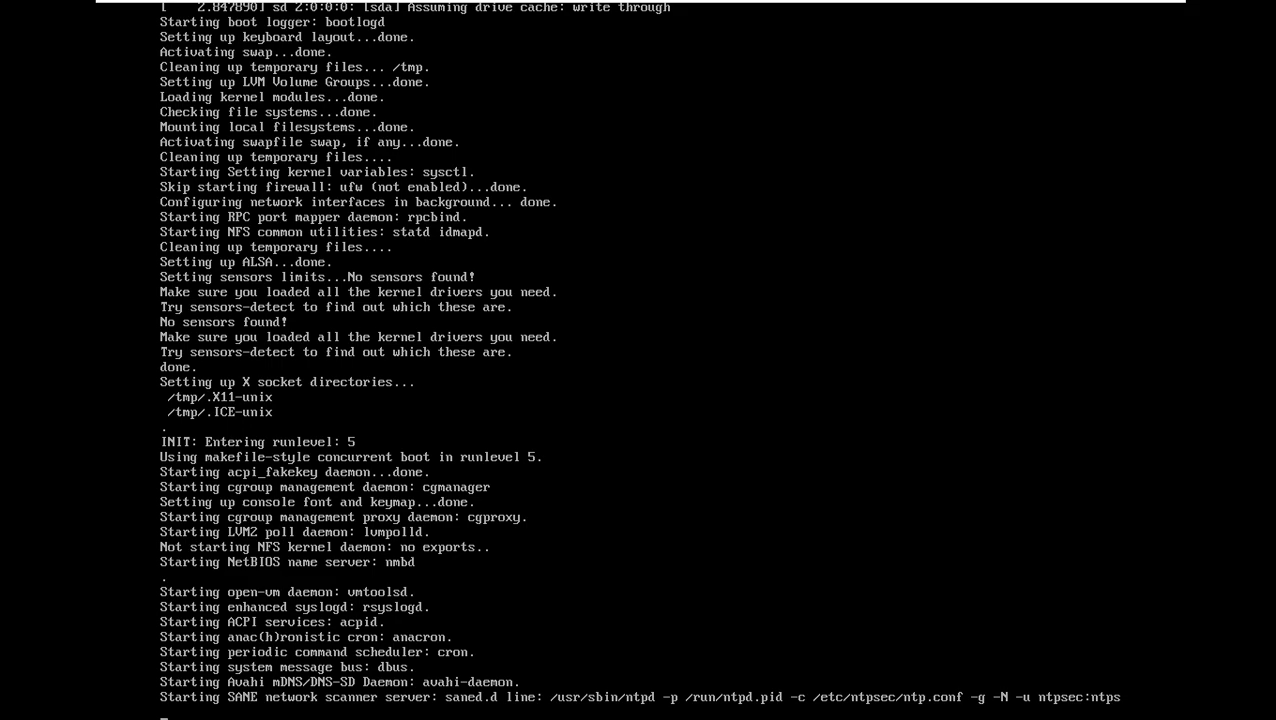 [    2.847890] sd 2:0:0:0: [sda] Assuming drive cache: write through
Starting boot logger: bootlogd
Setting up keyboard layout...done.
Activating swap...done.
Cleaning up temporary files... /tmp.
Setting up LVM Volume Groups...done.
Loading kernel modules...done.
Checking file systems...done.
Mounting local filesystems...done.
Activating swapfile swap, if any...done.
Cleaning up temporary files....
Starting Setting kernel variables: sysctl.
Skip starting firewall: ufw (not enabled)...done.
Configuring network interfaces in background... done.
Starting RPC port mapper daemon: rpcbind.
Starting NFS common utilities: statd idmapd.
Cleaning up temporary files....
Setting up ALSA...done.
Setting sensors limits...No sensors found!
Make sure you loaded all the kernel drivers you need.
Try sensors-detect to find out which these are.
No sensors found!
Make sure you loaded all the kernel drivers you need.
Try sensors-detect to find out which these are.
done.
Setting up X socket directories...
 /tmp/.X11-unix
 /tmp/.ICE-unix
.
INIT: Entering runlevel: 5
Using makefile-style concurrent boot in runlevel 5.
Starting acpi_fakekey daemon...done.
Starting cgroup management daemon: cgmanager
Setting up console font and keymap...done.
Starting cgroup management proxy daemon: cgproxy.
Starting LVM2 poll daemon: lvmpolld.
Not starting NFS kernel daemon: no exports..
Starting NetBIOS name server: nmbd
.
Starting open-vm daemon: vmtoolsd.
Starting enhanced syslogd: rsyslogd.
Starting ACPI services: acpid.
Starting anac(h)ronistic cron: anacron.
Starting periodic command scheduler: cron.
Starting system message bus: dbus.
Starting Avahi mDNS/DNS-SD Daemon: avahi-daemon.
Starting SANE network scanner server: saned.d line: /usr/sbin/ntpd -p /run/ntpd.pid -c /etc/ntpsec/ntp.conf -g -N -u ntpsec:ntps